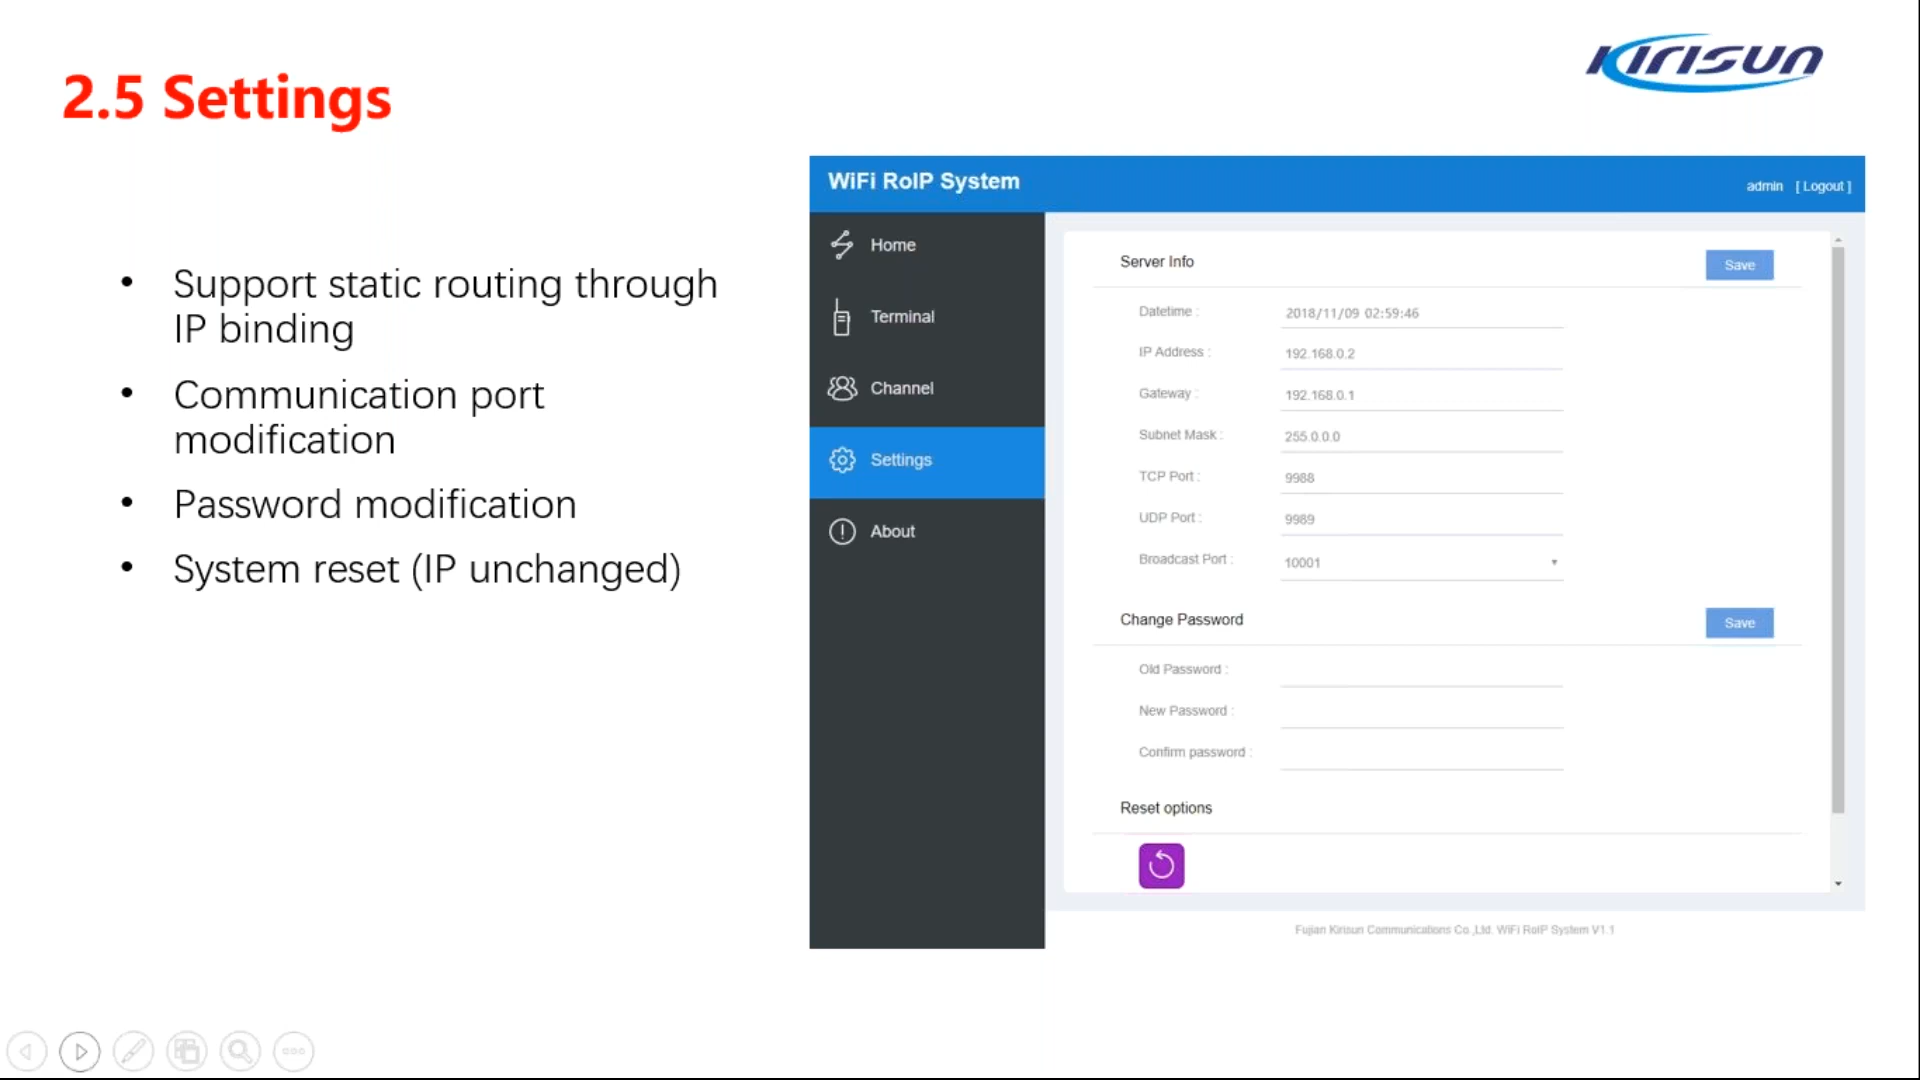 KIRISUN
2.5 Settings
• Support static routing through
IP binding
• Communication port
modification
• Password modification
• System reset (IP unchanged)
WiFi RoIP System
admin [ Logout ]
Home
Terminal
Channel
Settings
About
Server Info
Save
Datetime : 2018/11/09 02:59:46
IP Address : 192.168.0.2
Gateway : 192.168.0.1
Subnet Mask : 255.0.0.0
TCP Port : 9988
UDP Port : 9989
Broadcast Port : 10001
Change Password
Save
Old Password :
New Password :
Confirm password :
Reset options
Fujian Kirisun Communications Co.,Ltd. WiFi RoIP System V1.1